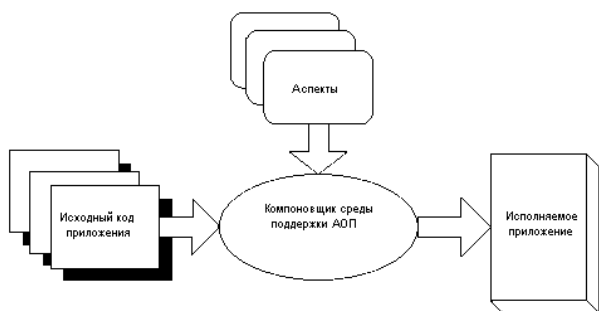 Аспекты
Исходный код
приложения
Компоновщик среды
поддержки АОП
Исполняемое
приложение